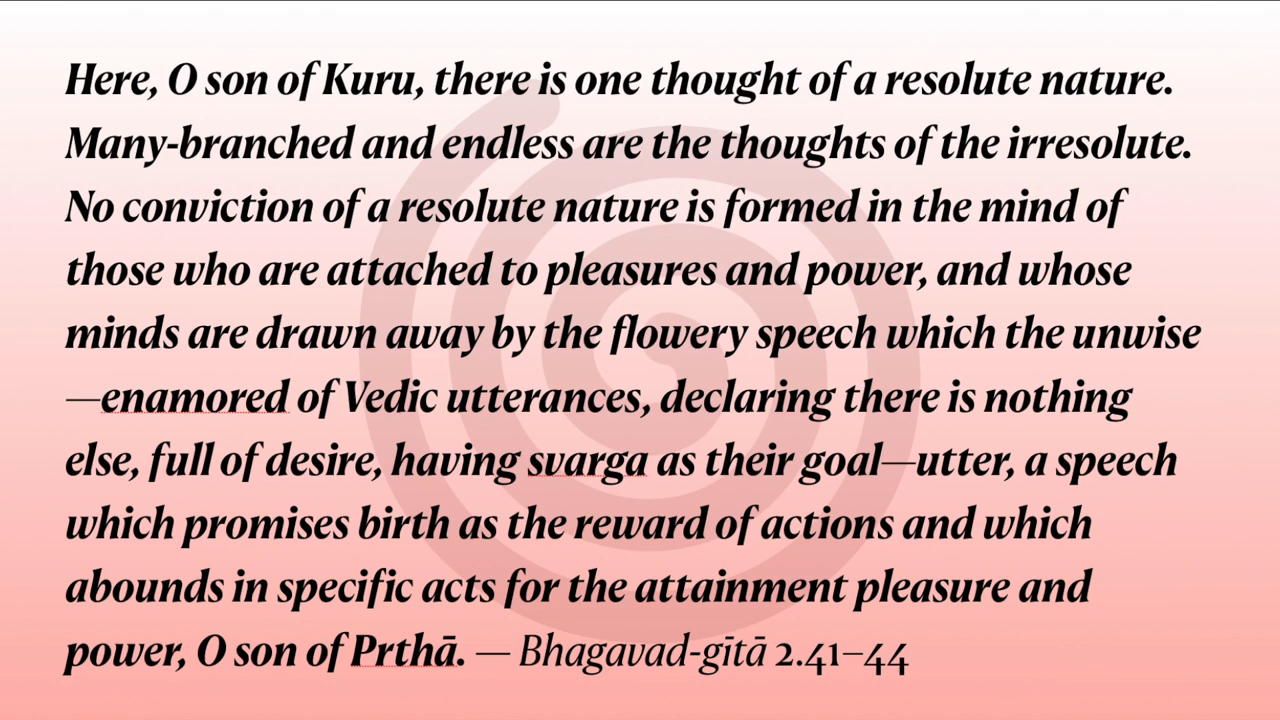 Here, O son of Kuru, there is one thought of a resolute nature.
Many-branched and endless are the thoughts of the irresolute.
No conviction of a resolute nature is formed in the mind of
those who are attached to pleasures and power, and whose
minds are drawn away by the flowery speech which the unwise
—enamored of Vedic utterances, declaring there is nothing
else, full of desire, having svarga as their goal—utter, a speech
which promises birth as the reward of actions and which
abounds in specific acts for the attainment pleasure and
power, O son of Prthā. — Bhagavad-gītā 2.41–44